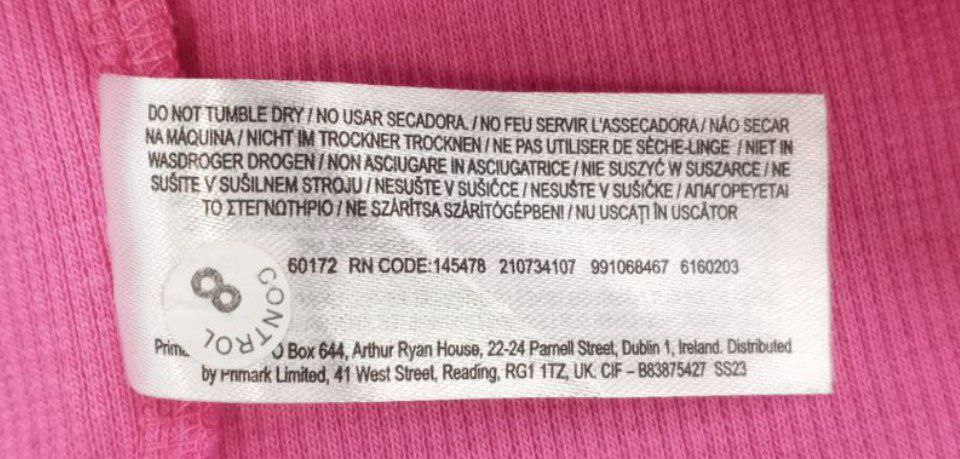 DO NOT TUMBLE DRY / NO USAR SECADORA. / NO FEU SERVIR L'ASSECADORA / NÃO SECAR
NA MÁQUINA / NICHT IM TROCKNER TROCKNEN / NE PAS UTILISER DE SÈCHE-LINGE / NIET IN
WASDROGER DROGEN / NON ASCIUGARE IN ASCIUGATRICE / NIE SUSZYĆ W SUSZARCE / NE
SUŠITE V SUŠILNEM STROJU / NESUŠTE V SUŠIČCE / NESUŠTE V SUŠIČKE / ΑΠΑΓΟΡΕΥΕΤΑΙ
ΤΟ ΣΤΕΓΝΩΤΗΡΙΟ / NE SZÁRÍTSA SZÁRÍTÓGÉPBEN! / NU USCAȚI ÎN USCĂTOR
60172 RN CODE:145478 210734107 991068467 6160203
8
CONTROL
O Box 644, Arthur Ryan House, 22-24 Parnell Street, Dublin 1, Ireland. Distributed
by Primark Limited, 41 West Street, Reading, RG1 1TZ, UK. CIF – B83875427 SS23